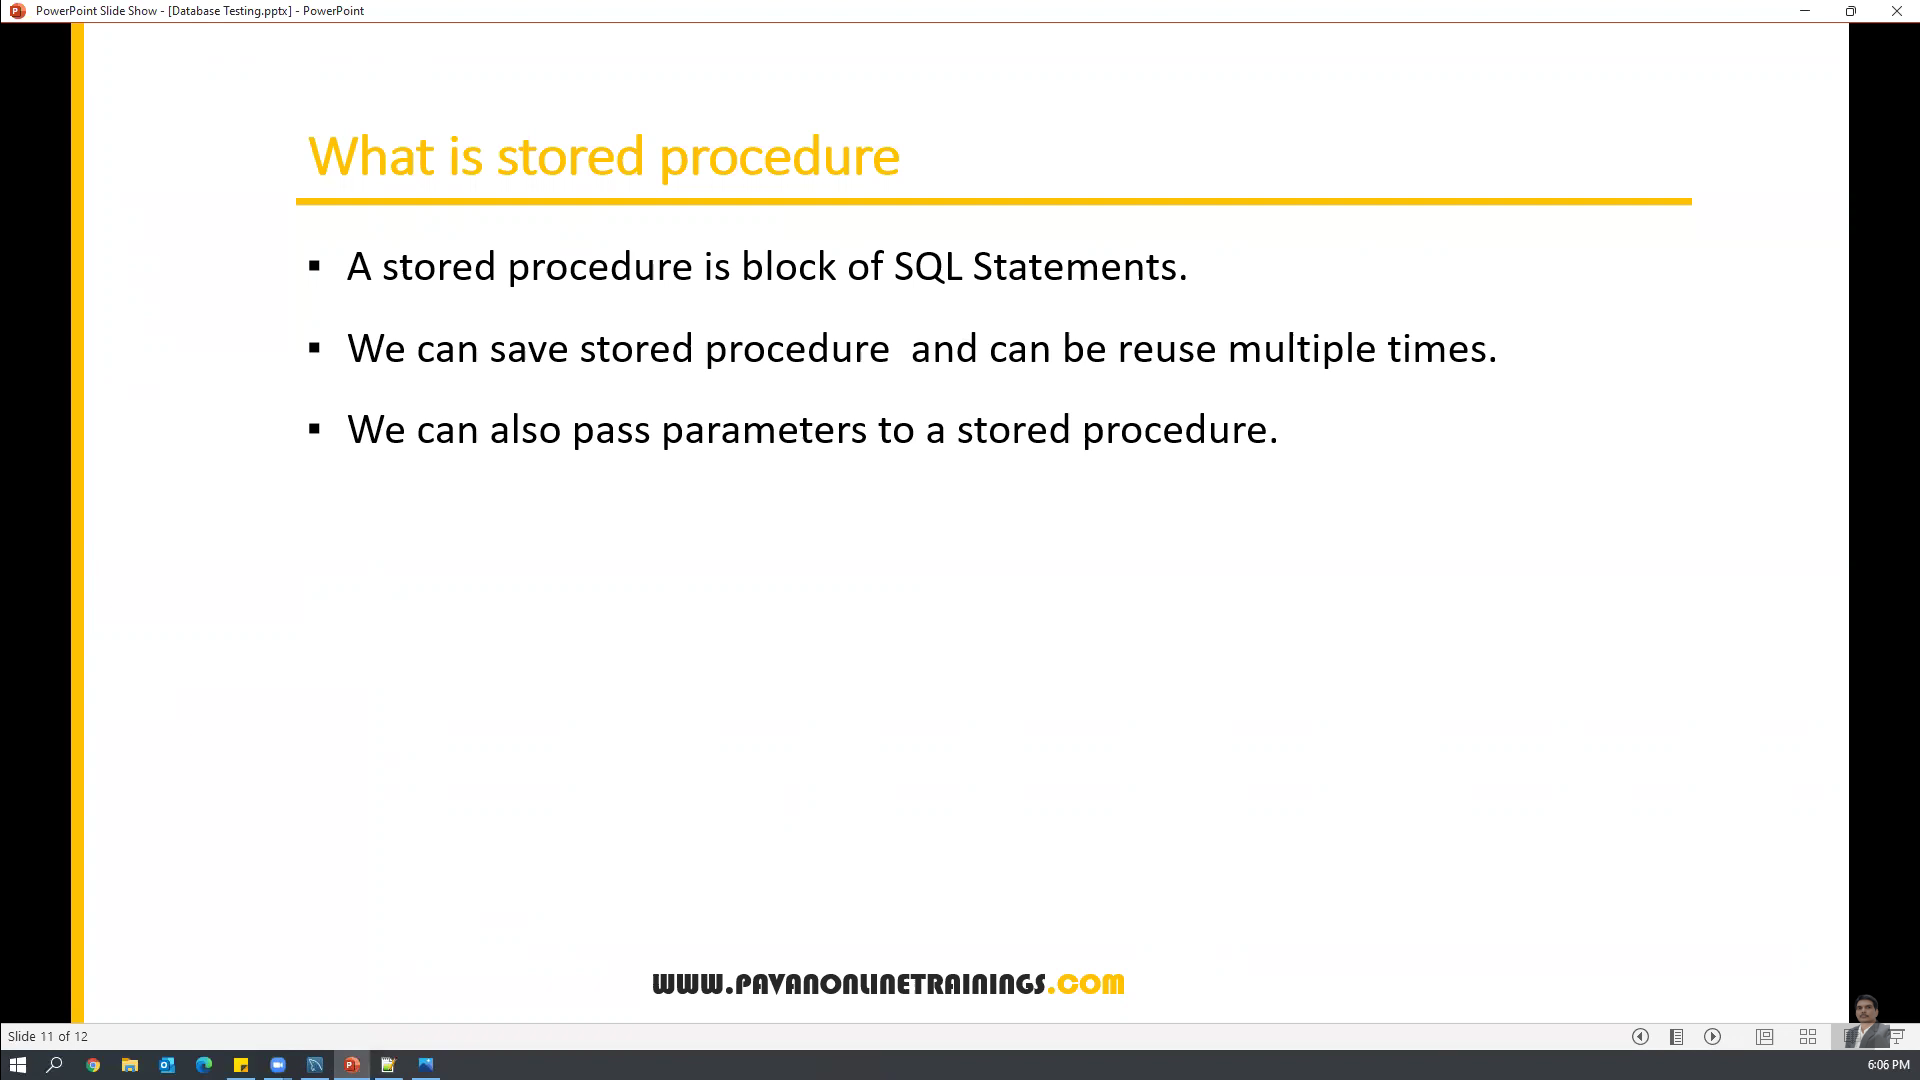 PowerPoint Slide Show - [Database Testing.pptx] - PowerPoint
What is stored procedure
▪ A stored procedure is block of SQL Statements.
▪ We can save stored procedure  and can be reuse multiple times.
▪ We can also pass parameters to a stored procedure.
WWW.PAVANONLINETRAININGS.COM
Slide 11 of 12
6:06 PM